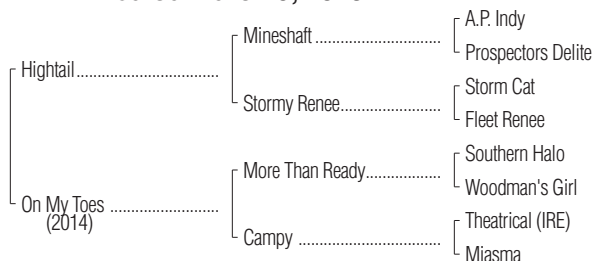 A.P. Indy
Mineshaft
Prospectors Delite
Hightail
Storm Cat
Stormy Renee
Fleet Renee
Southern Halo
More Than Ready
Woodman's Girl
On My Toes
(2014)
Theatrical (IRE)
Campy
Miasma